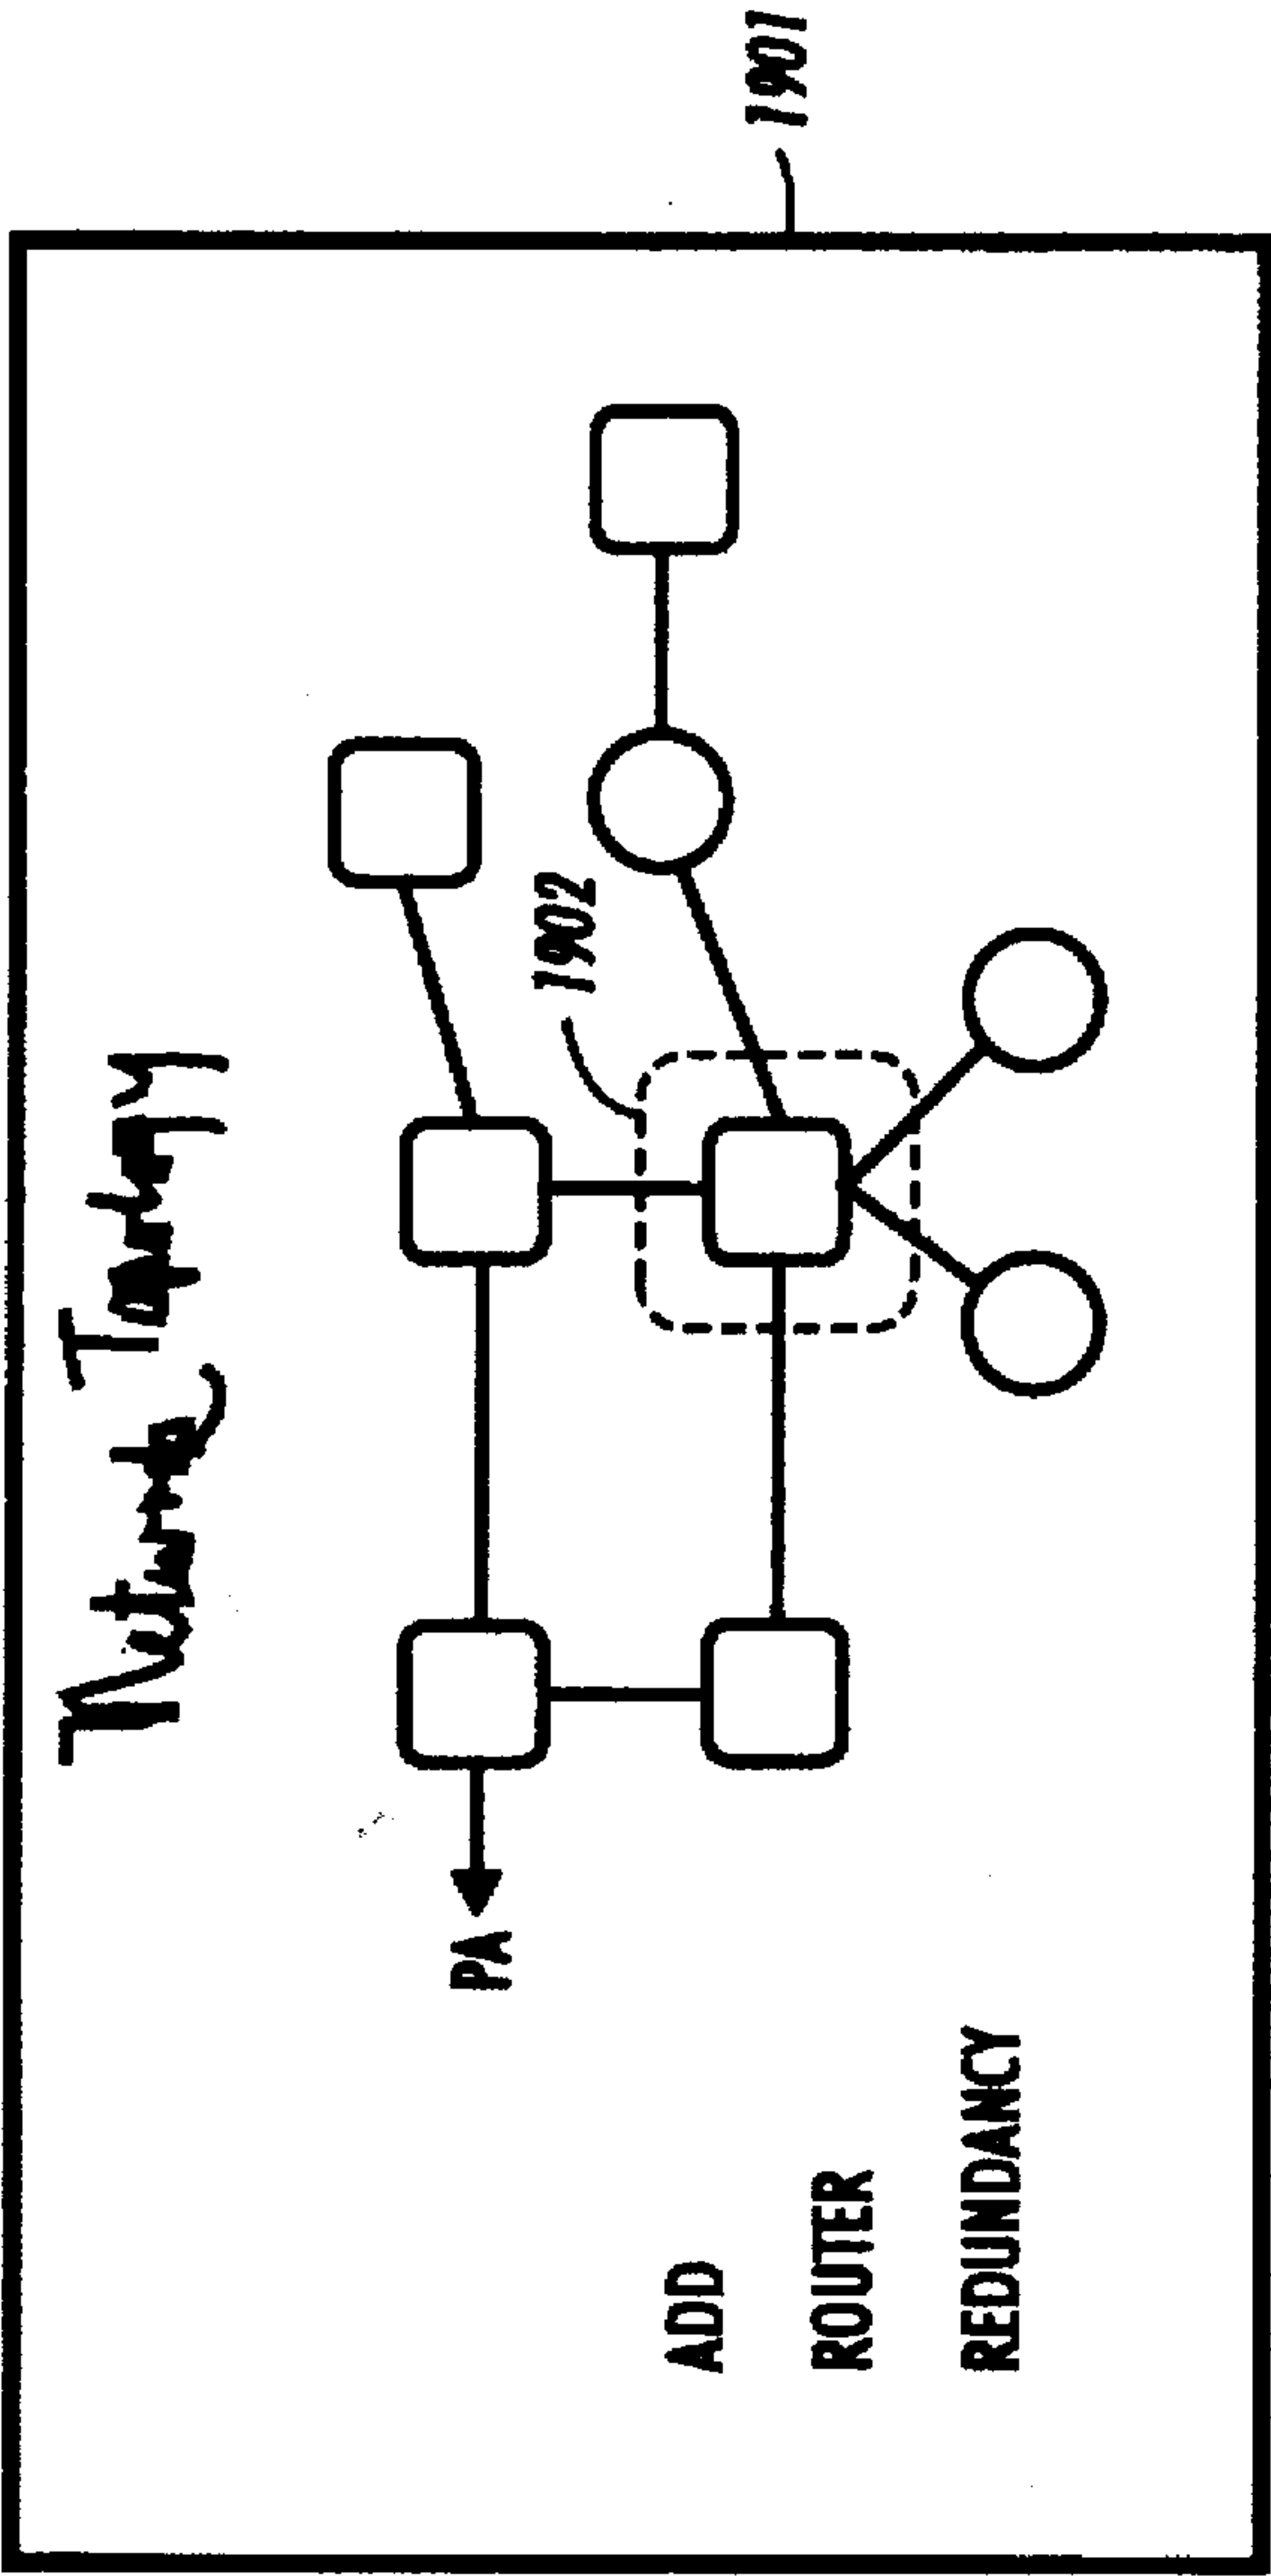 Network Topology
1901
1902
PA
ADD
ROUTER
REDUNDANCY